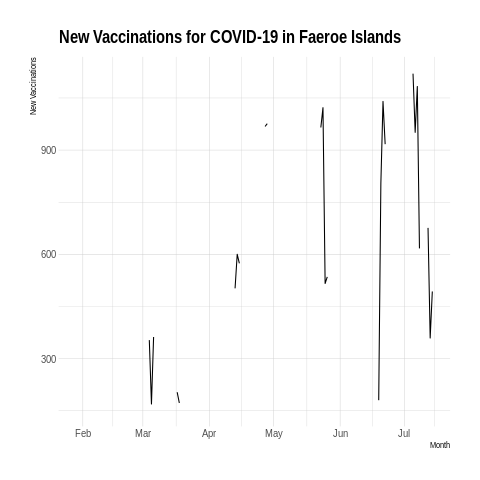 New Vaccinations for COVID-19 in Faeroe Islands
New Vaccinations
900
600
300
Feb Mar Apr May Jun Jul
Month